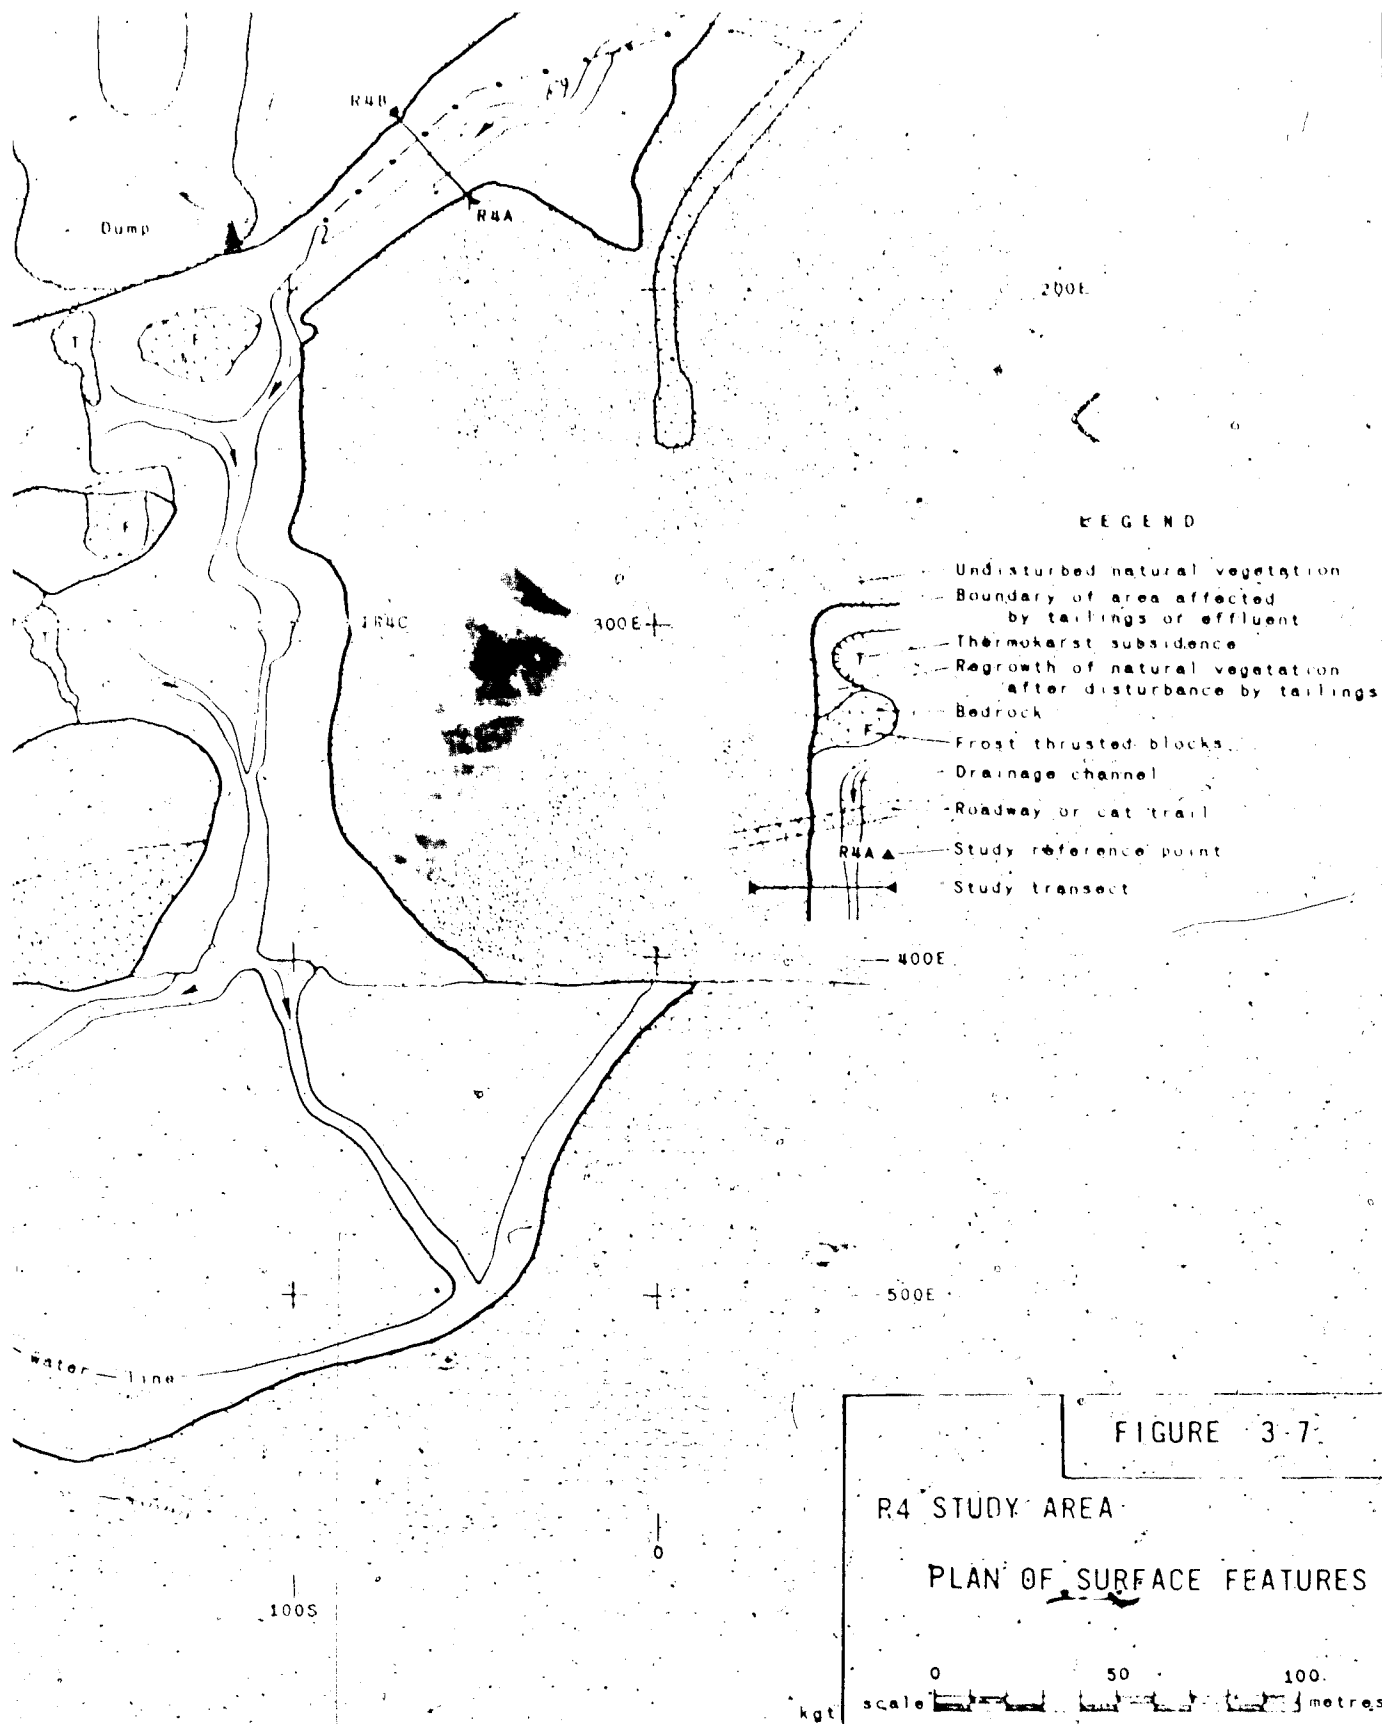 R4B
R4A
Dump
200E
T
F
F
R4C
300E
T
LEGEND
Undisturbed natural vegetation
Boundary of area affected
by tailings or effluent
Thermokarst subsidence
T
Regrowth of natural vegetation
after disturbance by tailings
Bedrock
F
Frost thrusted blocks
Drainage channel
Roadway or cat trail
R4A
Study reference point
Study transect
400E
500E
water line
0
100S
FIGURE 3-7
R4 STUDY AREA
PLAN OF SURFACE FEATURES
0 50 100
kgt
scale metres